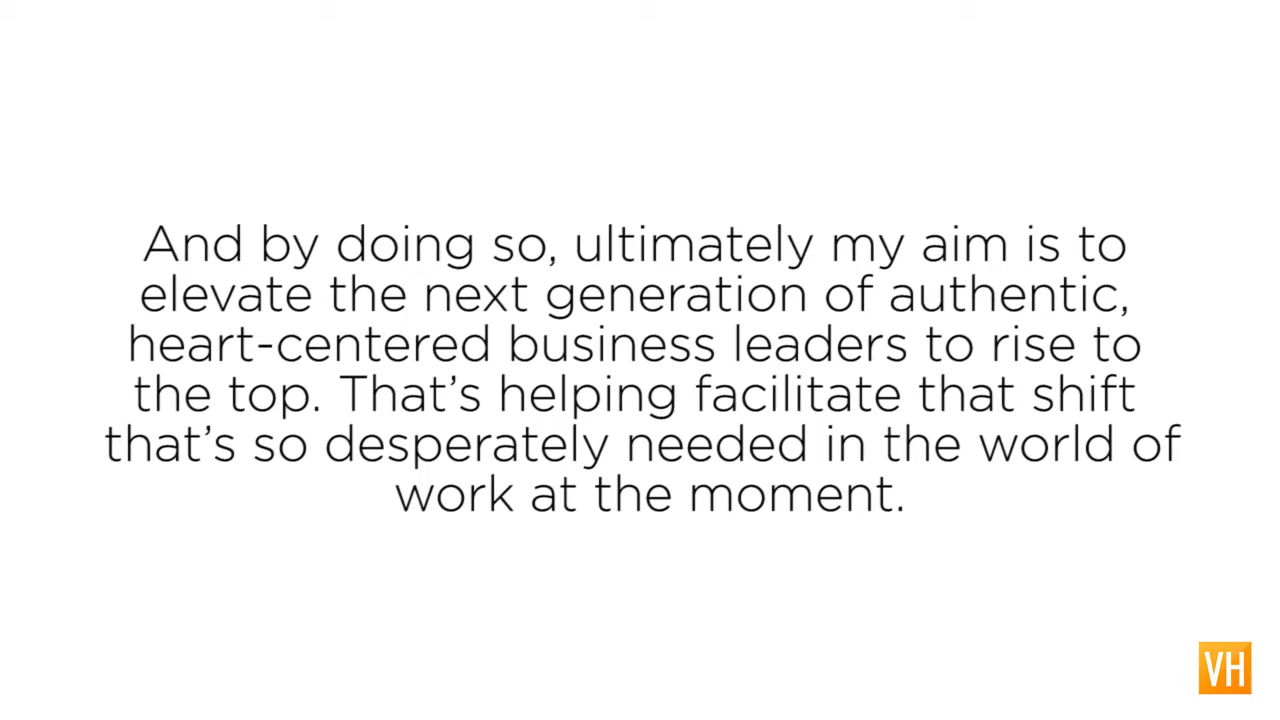 And by doing so, ultimately my aim is to
elevate the next generation of authentic,
heart-centered business leaders to rise to
the top. That’s helping facilitate that shift
that’s so desperately needed in the world of
work at the moment.
VH